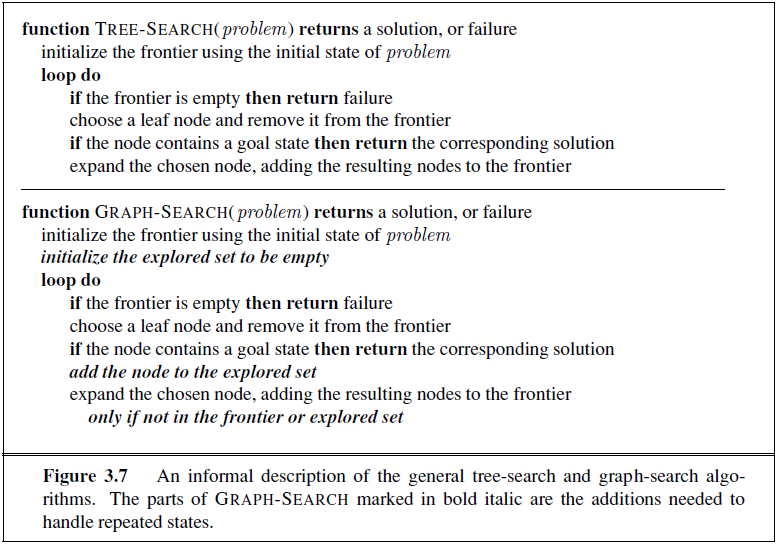 function TREE-SEARCH(problem) returns a solution, or failure
initialize the frontier using the initial state of problem
loop do
if the frontier is empty then return failure
choose a leaf node and remove it from the frontier
if the node contains a goal state then return the corresponding solution
expand the chosen node, adding the resulting nodes to the frontier
function GRAPH-SEARCH(problem) returns a solution, or failure
initialize the frontier using the initial state of problem
initialize the explored set to be empty
loop do
if the frontier is empty then return failure
choose a leaf node and remove it from the frontier
if the node contains a goal state then return the corresponding solution
add the node to the explored set
expand the chosen node, adding the resulting nodes to the frontier
only if not in the frontier or explored set
Figure 3.7 An informal description of the general tree-search and graph-search algo-
rithms. The parts of GRAPH-SEARCH marked in bold italic are the additions needed to
handle repeated states.